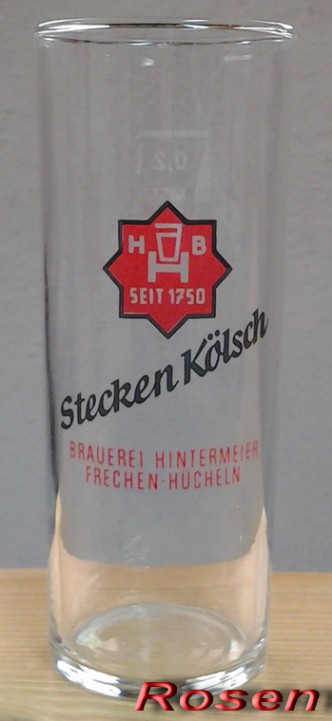 0,2 l
H B
H
SEIT 1750
Stecken Kölsch
BRAUEREI HINTERMEIER
FRECHEN-HÜCHELN
Rosen